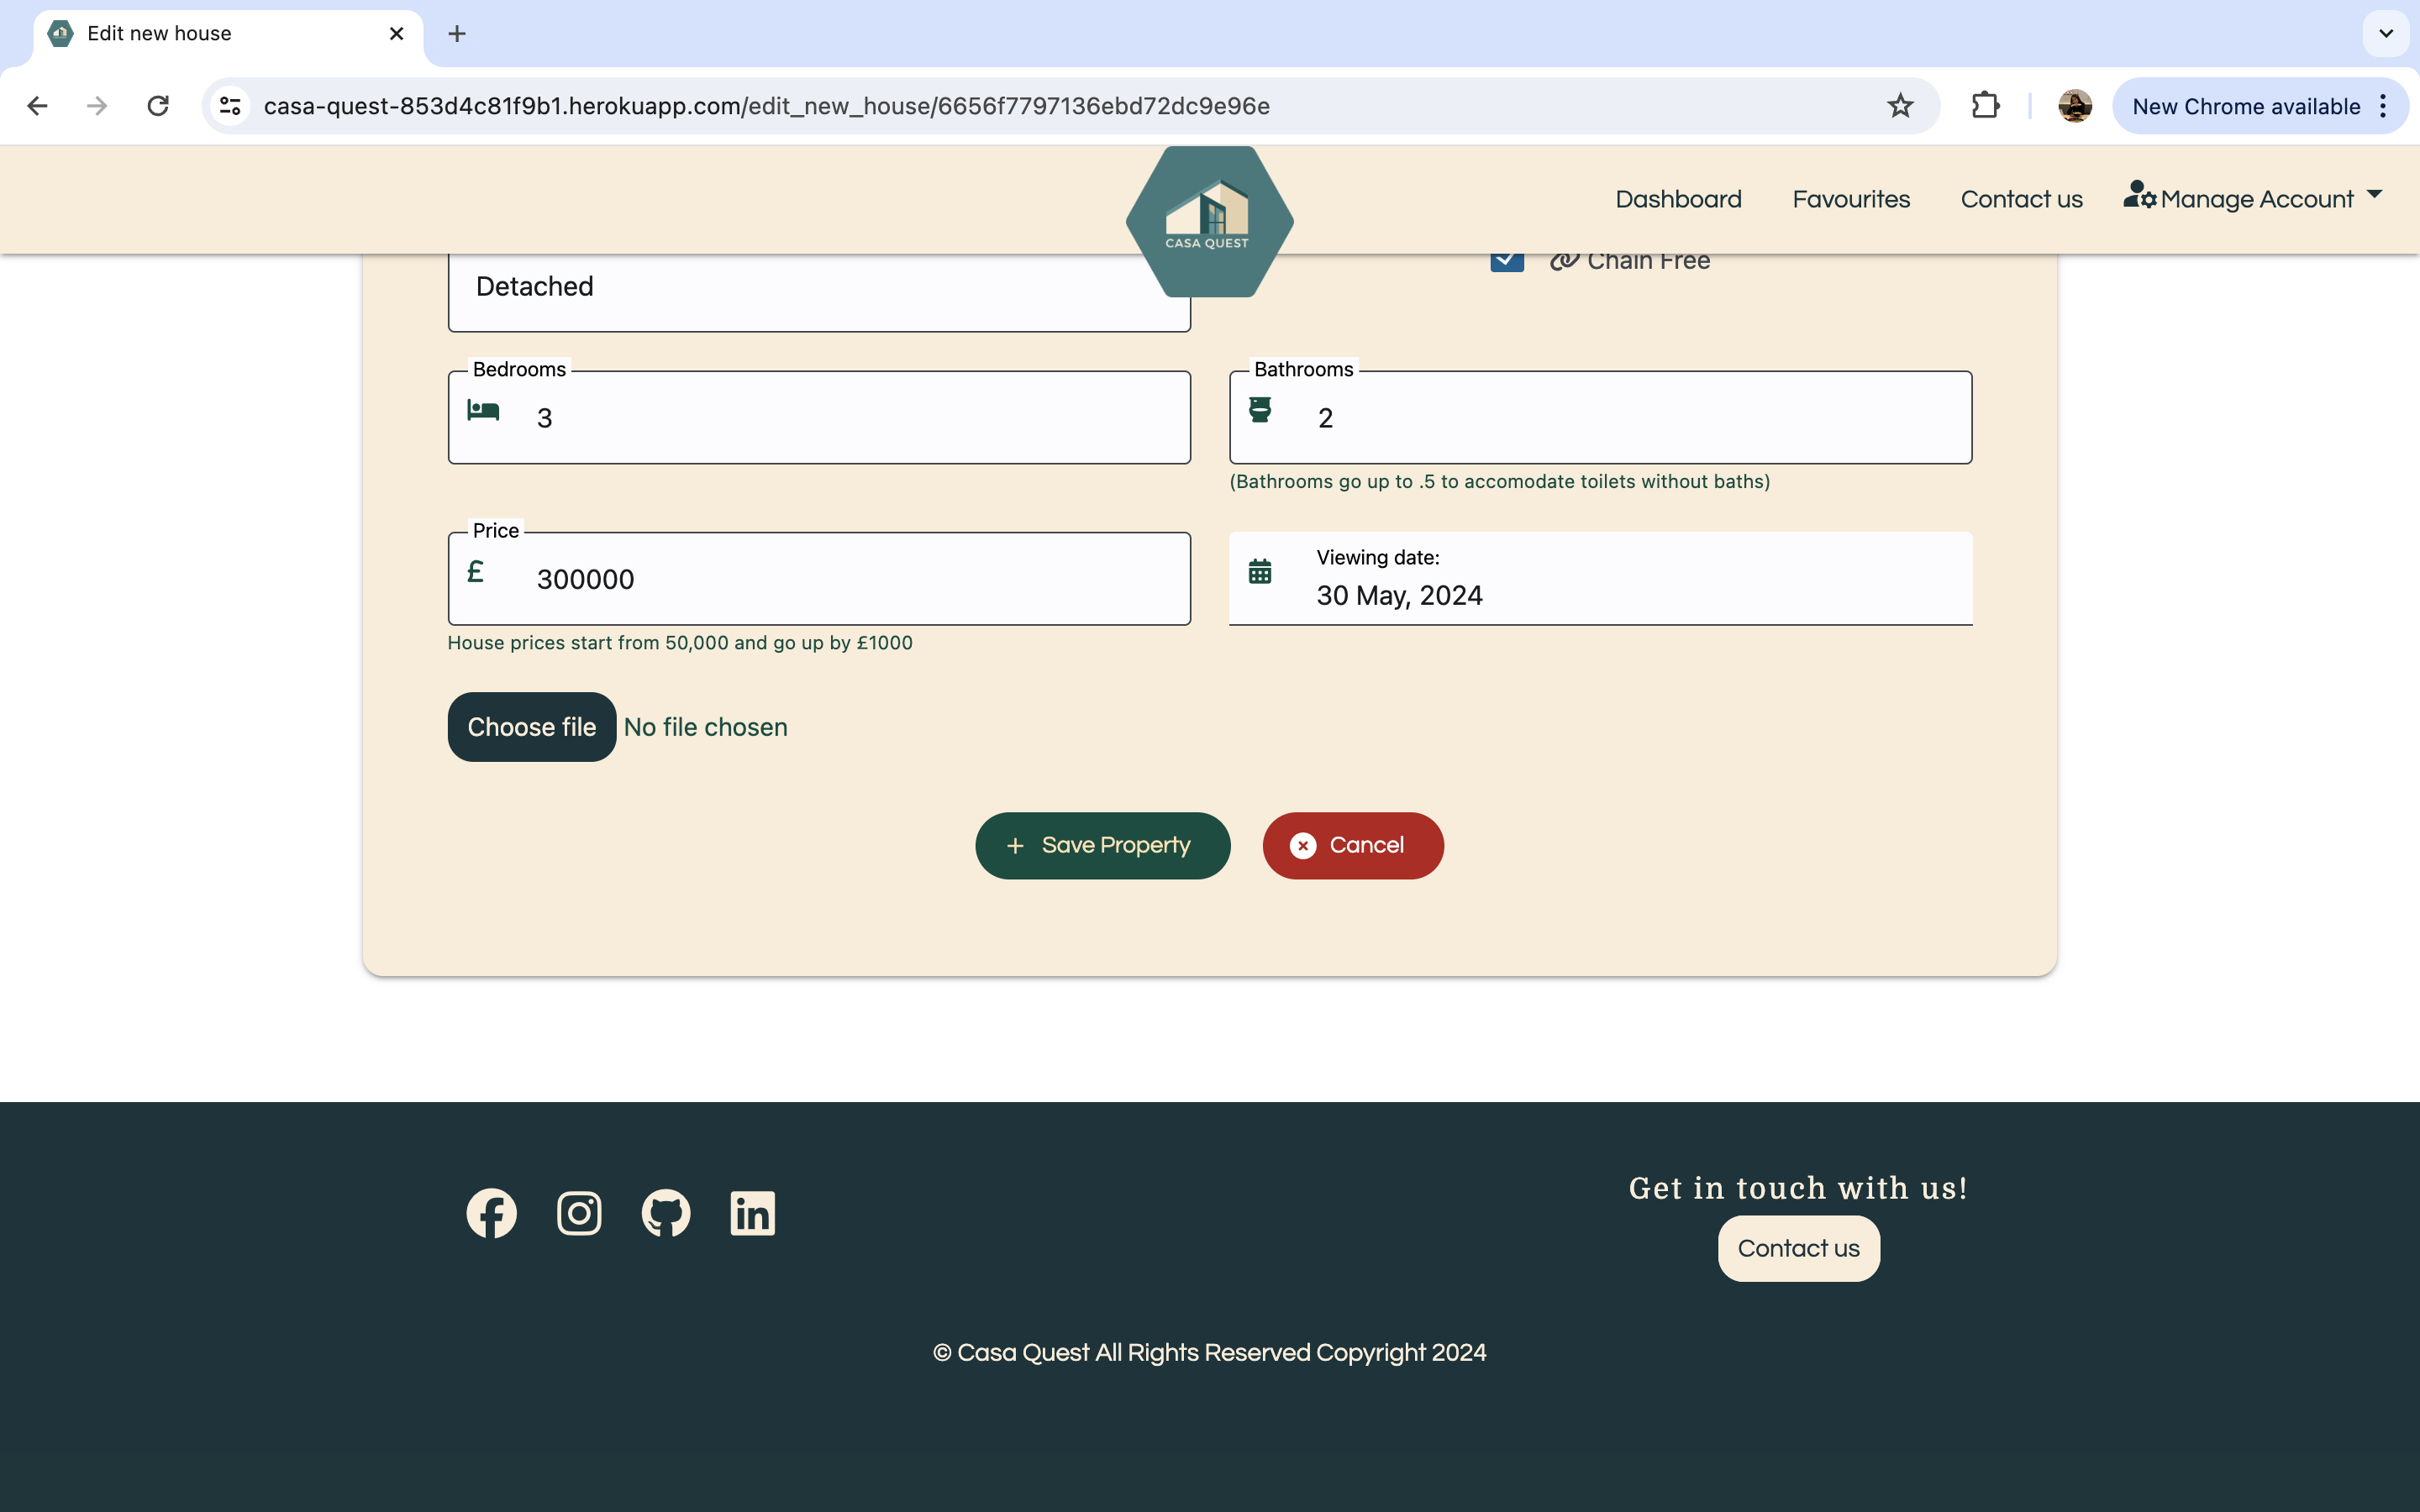 Edit new house
casa-quest-853d4c81f9b1.herokuapp.com/edit_new_house/6656f7797136ebd72dc9e96e
New Chrome available
CASA QUEST
Dashboard
Favourites
Contact us
Manage Account
Detached
Chain Free
Bedrooms
3
Bathrooms
2
(Bathrooms go up to .5 to accomodate toilets without baths)
Price
£
300000
House prices start from 50,000 and go up by £1000
Viewing date:
30 May, 2024
Choose file
No file chosen
+ Save Property
Cancel
Get in touch with us!
Contact us
© Casa Quest All Rights Reserved Copyright 2024